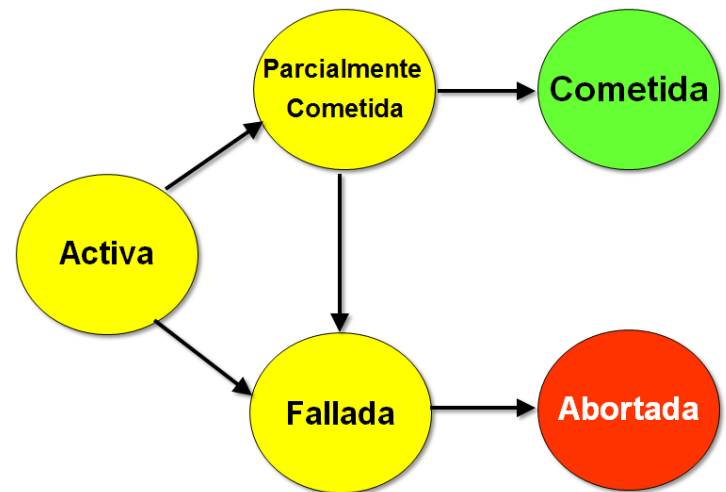 Parcialmente
Cometida
Cometida
Activa
Fallada
Abortada